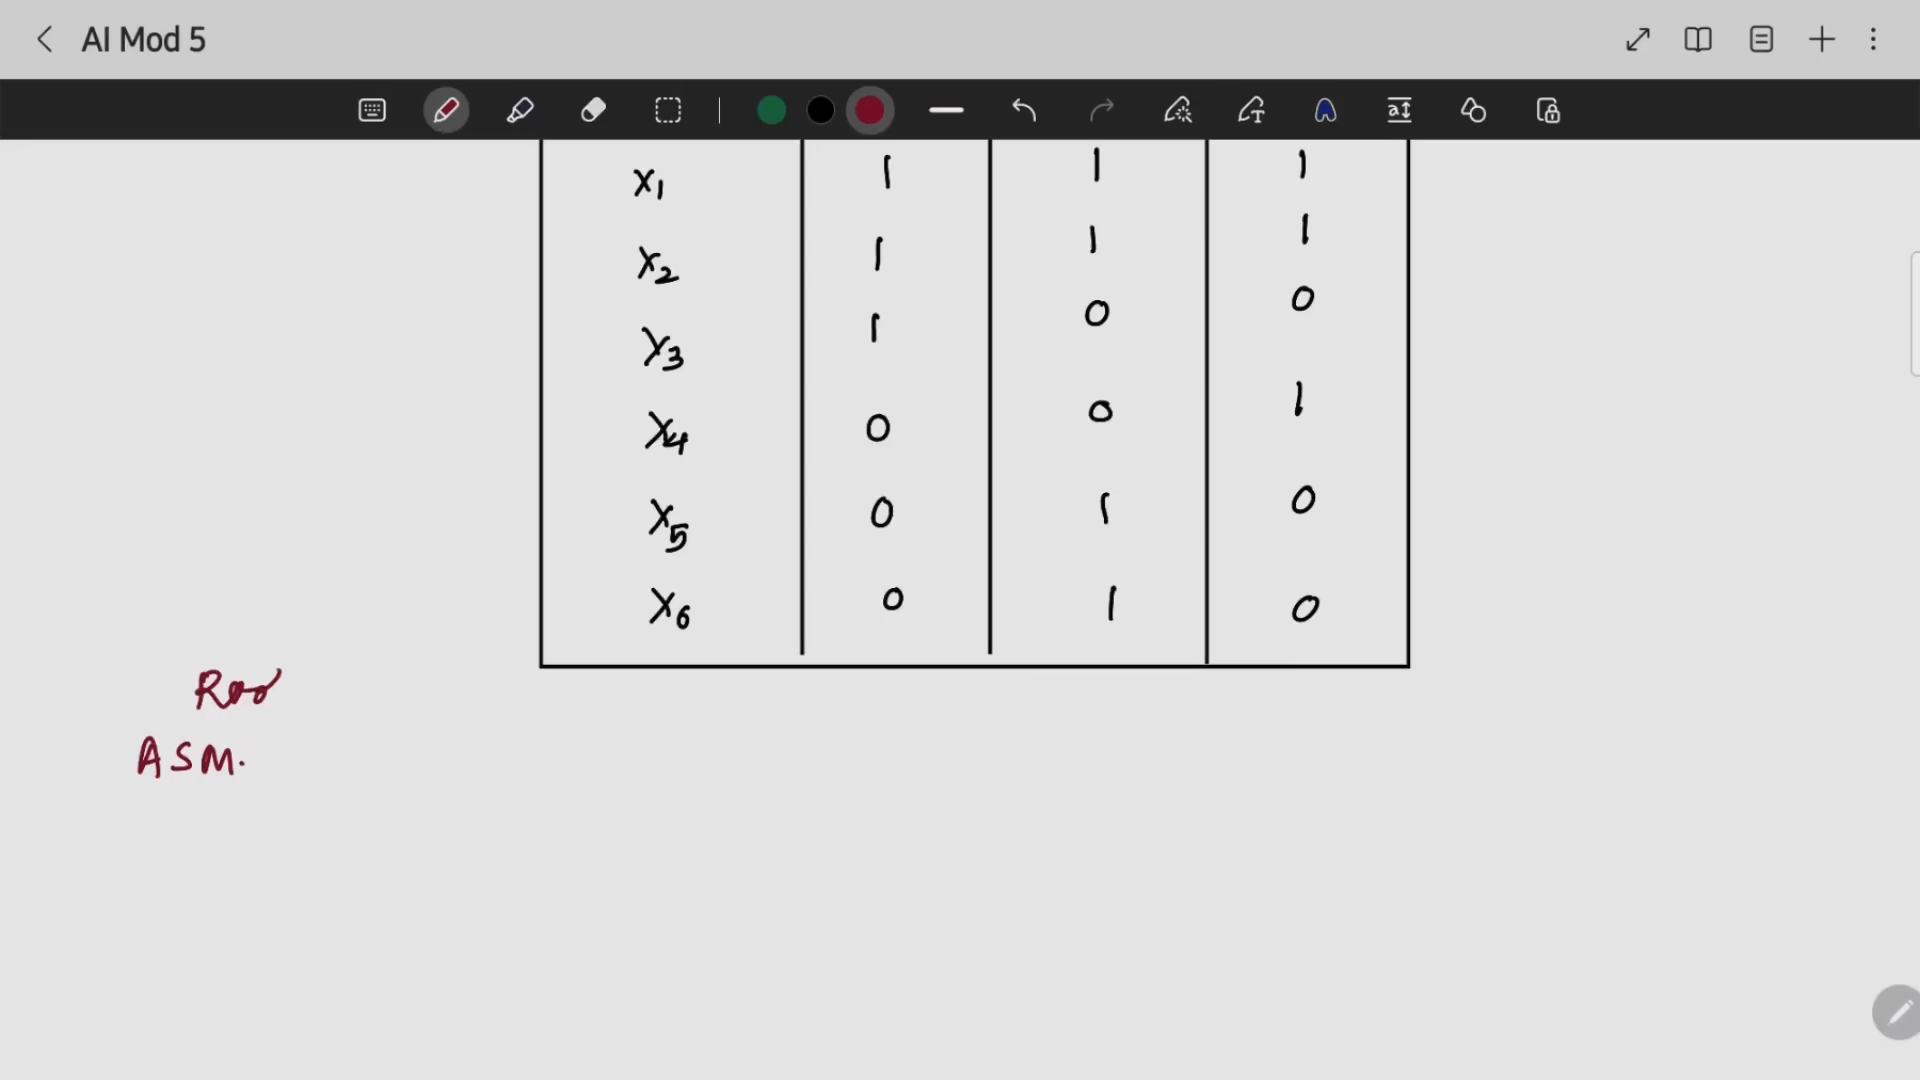 AI Mod 5
X1 1 1 1
X2 1 1 1
X3 1 0 0
X4 0 0 1
X5 0 1 0
X6 0 1 0
ASM.